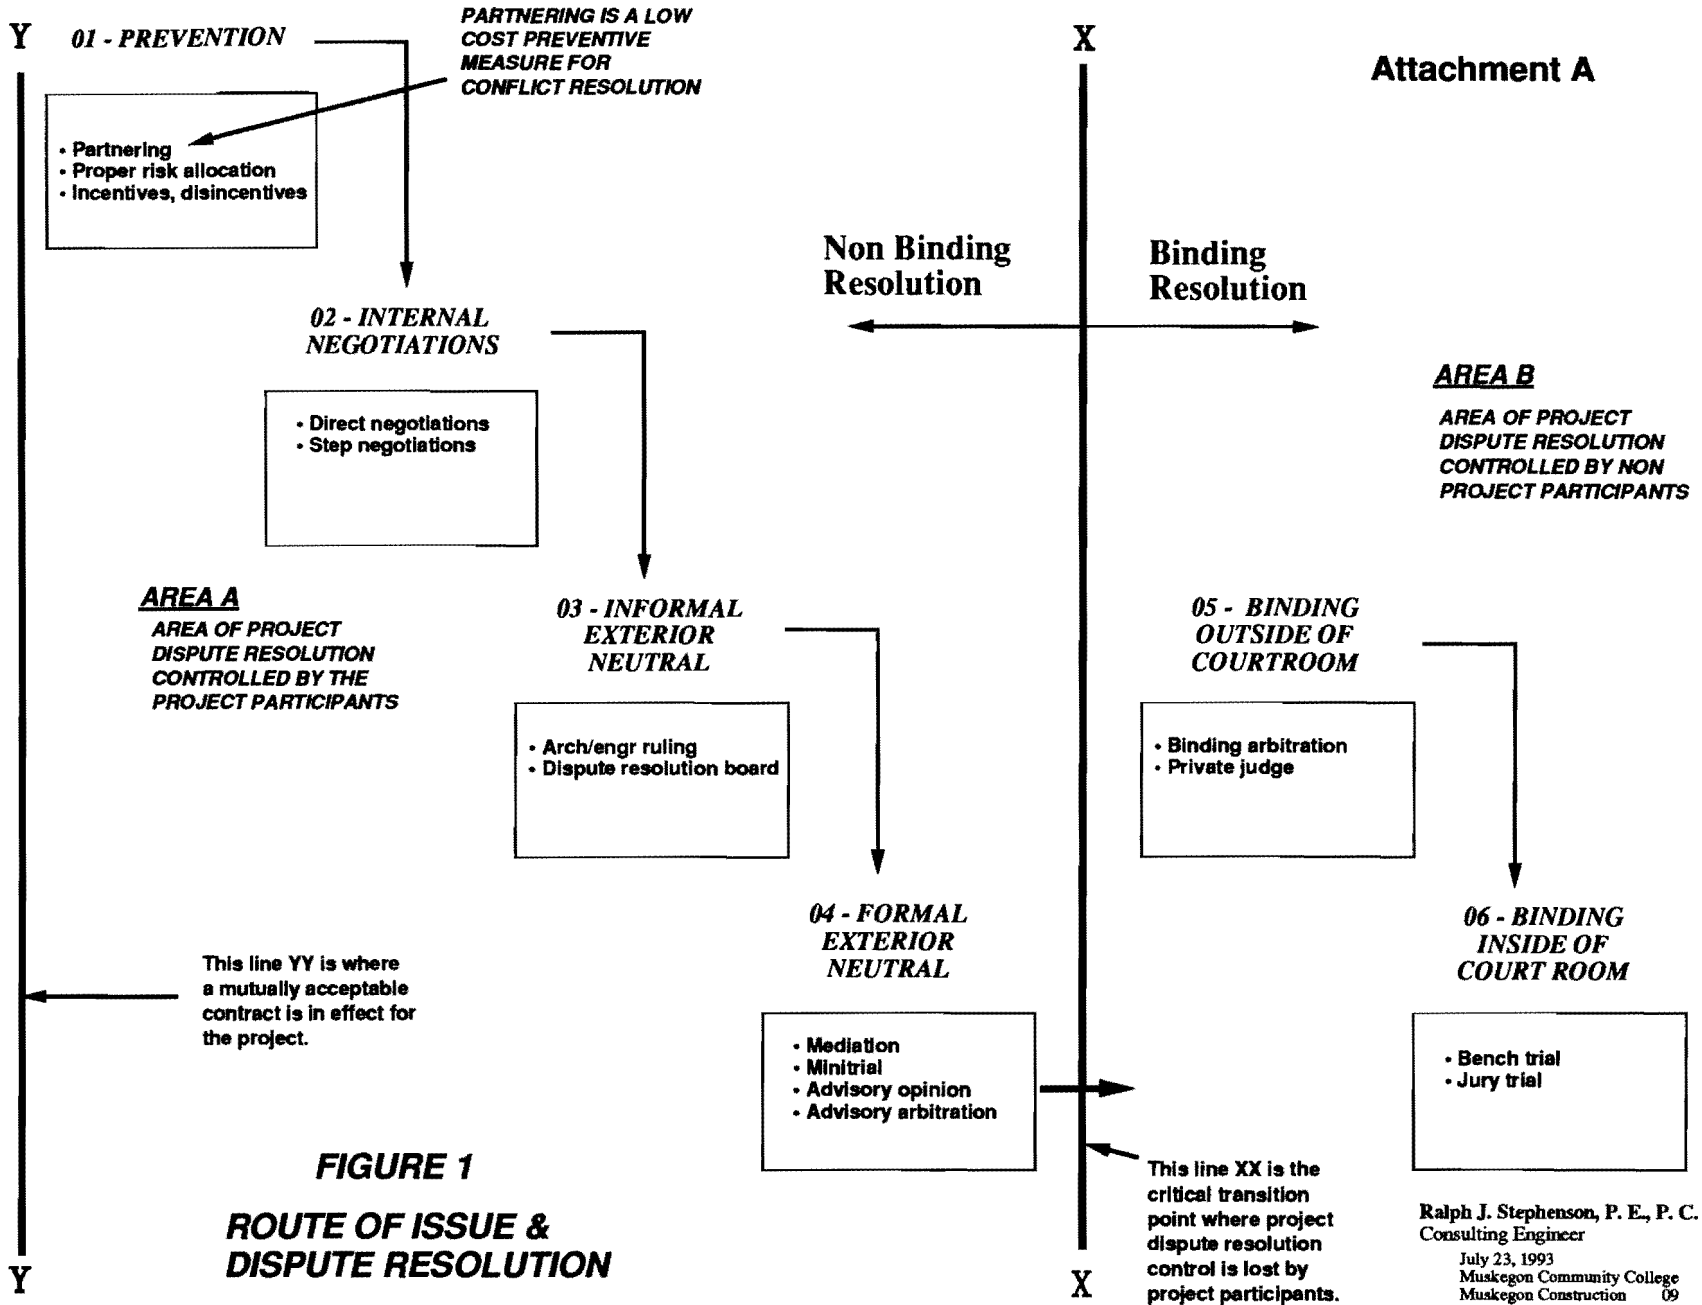 Y
01 - PREVENTION
PARTNERING IS A LOW
COST PREVENTIVE
MEASURE FOR
CONFLICT RESOLUTION
X
Attachment A
• Partnering
• Proper risk allocation
• Incentives, disincentives
Non Binding
Resolution
Binding
Resolution
02 - INTERNAL
NEGOTIATIONS
• Direct negotiations
• Step negotiations
AREA B
AREA OF PROJECT
DISPUTE RESOLUTION
CONTROLLED BY NON
PROJECT PARTICIPANTS
AREA A
AREA OF PROJECT
DISPUTE RESOLUTION
CONTROLLED BY THE
PROJECT PARTICIPANTS
03 - INFORMAL
EXTERIOR
NEUTRAL
• Arch/engr ruling
• Dispute resolution board
05 - BINDING
OUTSIDE OF
COURTROOM
• Binding arbitration
• Private judge
04 - FORMAL
EXTERIOR
NEUTRAL
• Mediation
• Minitrial
• Advisory opinion
• Advisory arbitration
06 - BINDING
INSIDE OF
COURT ROOM
• Bench trial
• Jury trial
This line YY is where
a mutually acceptable
contract is in effect for
the project.
This line XX is the
critical transition
point where project
dispute resolution
control is lost by
project participants.
FIGURE 1
ROUTE OF ISSUE &
DISPUTE RESOLUTION
Y
X
Ralph J. Stephenson, P. E., P. C.
Consulting Engineer
July 23, 1993
Muskegon Community College
Muskegon Construction 09